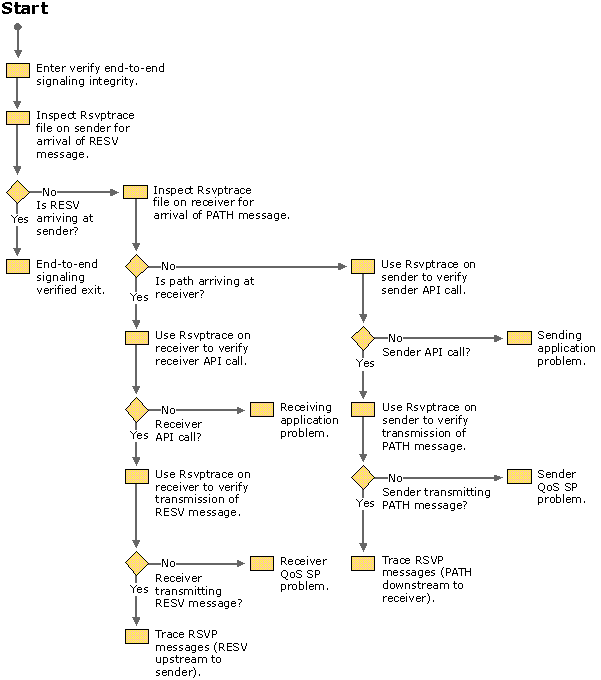 Start
Enter verify end-to-end
signaling integrity.
Inspect Rsvptrace
file on sender for
arrival of RESV
message.
No
Is RESV
arriving at
sender?
Yes
Inspect Rsvptrace
file on receiver for
arrival of PATH message.
End-to-end
signaling
verified exit.
No
Is path arriving at
receiver?
Yes
Use Rsvptrace on
sender to verify
sender API call.
Use Rsvptrace on
receiver to verify
receiver API call.
No
Sender API call?
Yes
Sending
application
problem.
No
Receiver
API call?
Yes
Receiving
application
problem.
Use Rsvptrace on
sender to verify
transmission of
PATH message.
Use Rsvptrace on
receiver to verify
transmission of
RESV message.
No
Sender transmitting
PATH message?
Yes
Sender
QoS SP
problem.
No
Receiver
transmitting
RESV message?
Yes
Receiver
QoS SP
problem.
Trace RSVP
messages (PATH
downstream to
receiver).
Trace RSVP
messages (RESV
upstream to
sender).